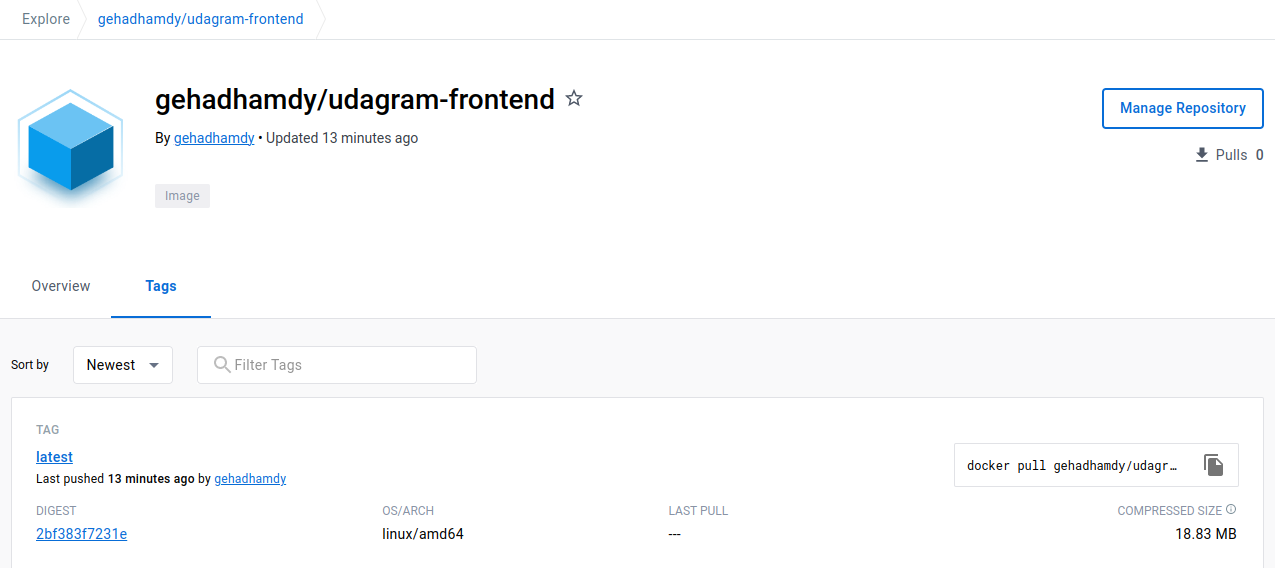 Explore
gehadhamdy/udagram-frontend
gehadhamdy/udagram-frontend
By gehadhamdy • Updated 13 minutes ago
Manage Repository
Pulls 0
Image
Overview
Tags
Sort by
Newest
Filter Tags
TAG
latest
Last pushed 13 minutes ago by gehadhamdy
docker pull gehadhamdy/udagr…
DIGEST
OS/ARCH
LAST PULL
COMPRESSED SIZE
2bf383f7231e
linux/amd64
---
18.83 MB